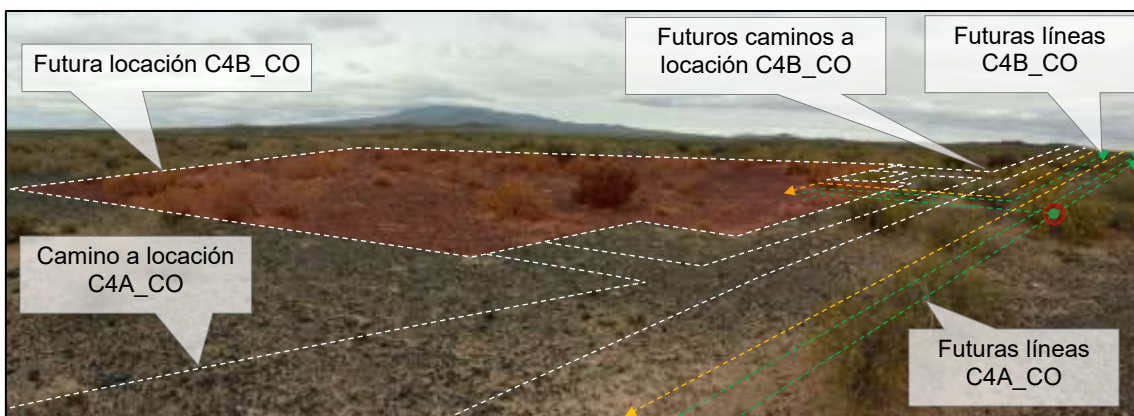 Futura locación C4B_CO
Futuros caminos a
locación C4B_CO
Futuras líneas
C4B_CO
Camino a locación
C4A_CO
Futuras líneas
C4A_CO